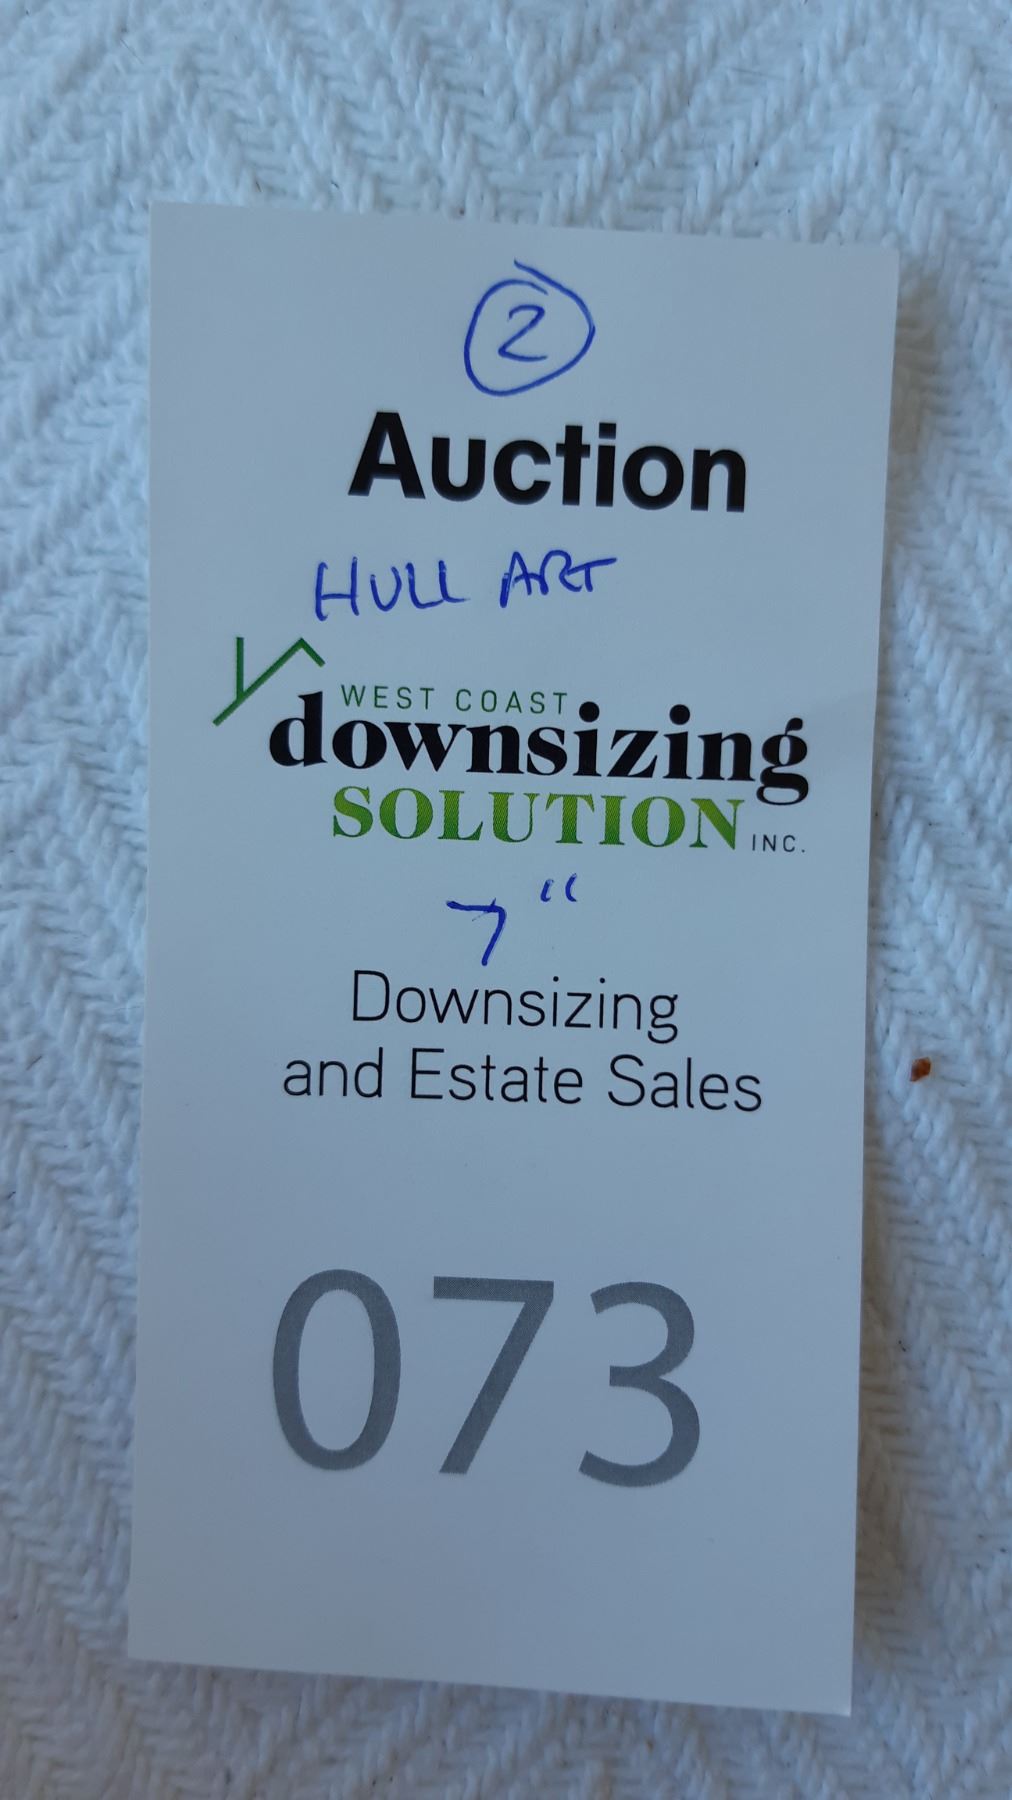 2
Auction
HULL ART
WEST COAST
downsizing
SOLUTION INC.
7"
Downsizing
and Estate Sales
073